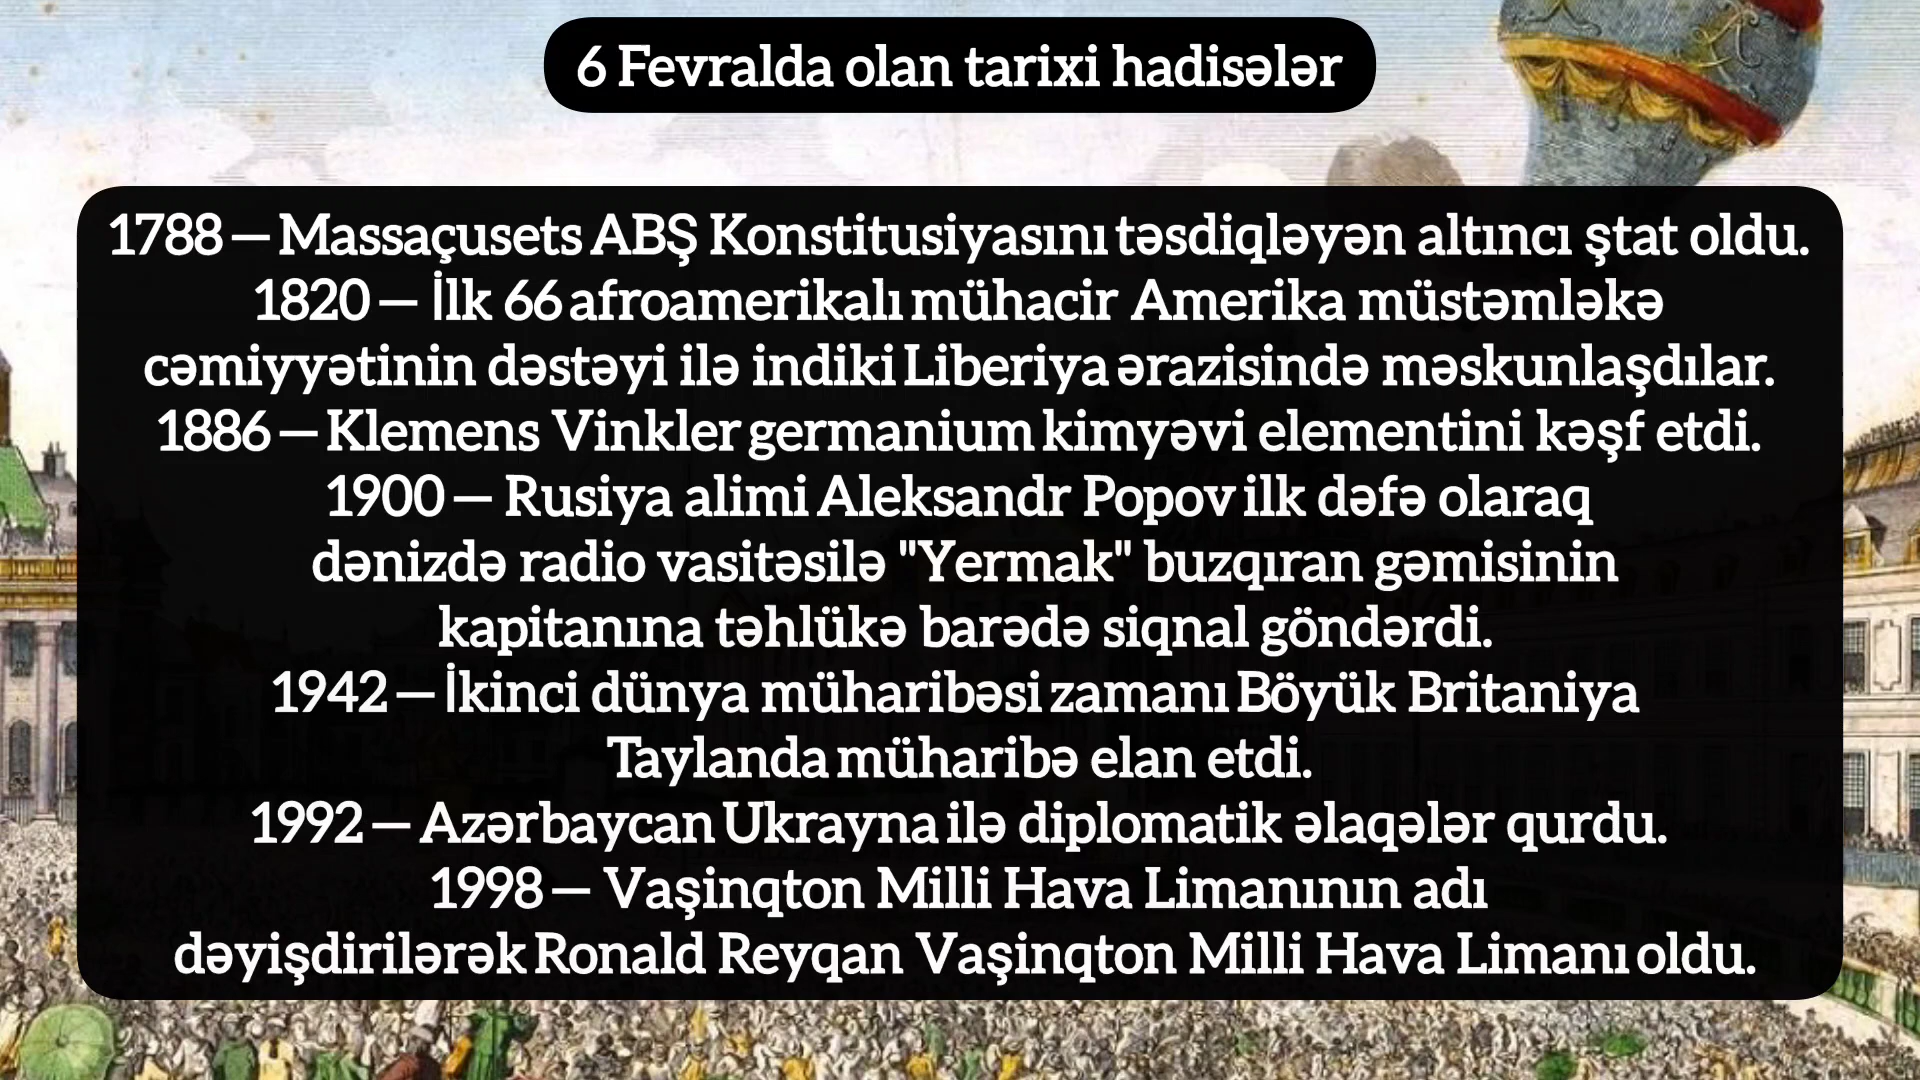 6 Fevralda olan tarixi hadisələr
1788 — Massaçusets ABŞ Konstitusiyasını təsdiqləyən altıncı ştat oldu.
1820 — İlk 66 afroamerikalı mühacir Amerika müstəmləkə
cəmiyyətinin dəstəyi ilə indiki Liberiya ərazisində məskunlaşdılar.
1886 — Klemens Vinkler germanium kimyəvi elementini kəşf etdi.
1900 — Rusiya alimi Aleksandr Popov ilk dəfə olaraq
dənizdə radio vasitəsilə "Yermak" buzqıran gəmisinin
kapitanına təhlükə barədə siqnal göndərdi.
1942 — İkinci dünya müharibəsi zamanı Böyük Britaniya
Taylanda müharibə elan etdi.
1992 — Azərbaycan Ukrayna ilə diplomatik əlaqələr qurdu.
1998 — Vaşinqton Milli Hava Limanının adı
dəyişdirilərək Ronald Reyqan Vaşinqton Milli Hava Limanı oldu.